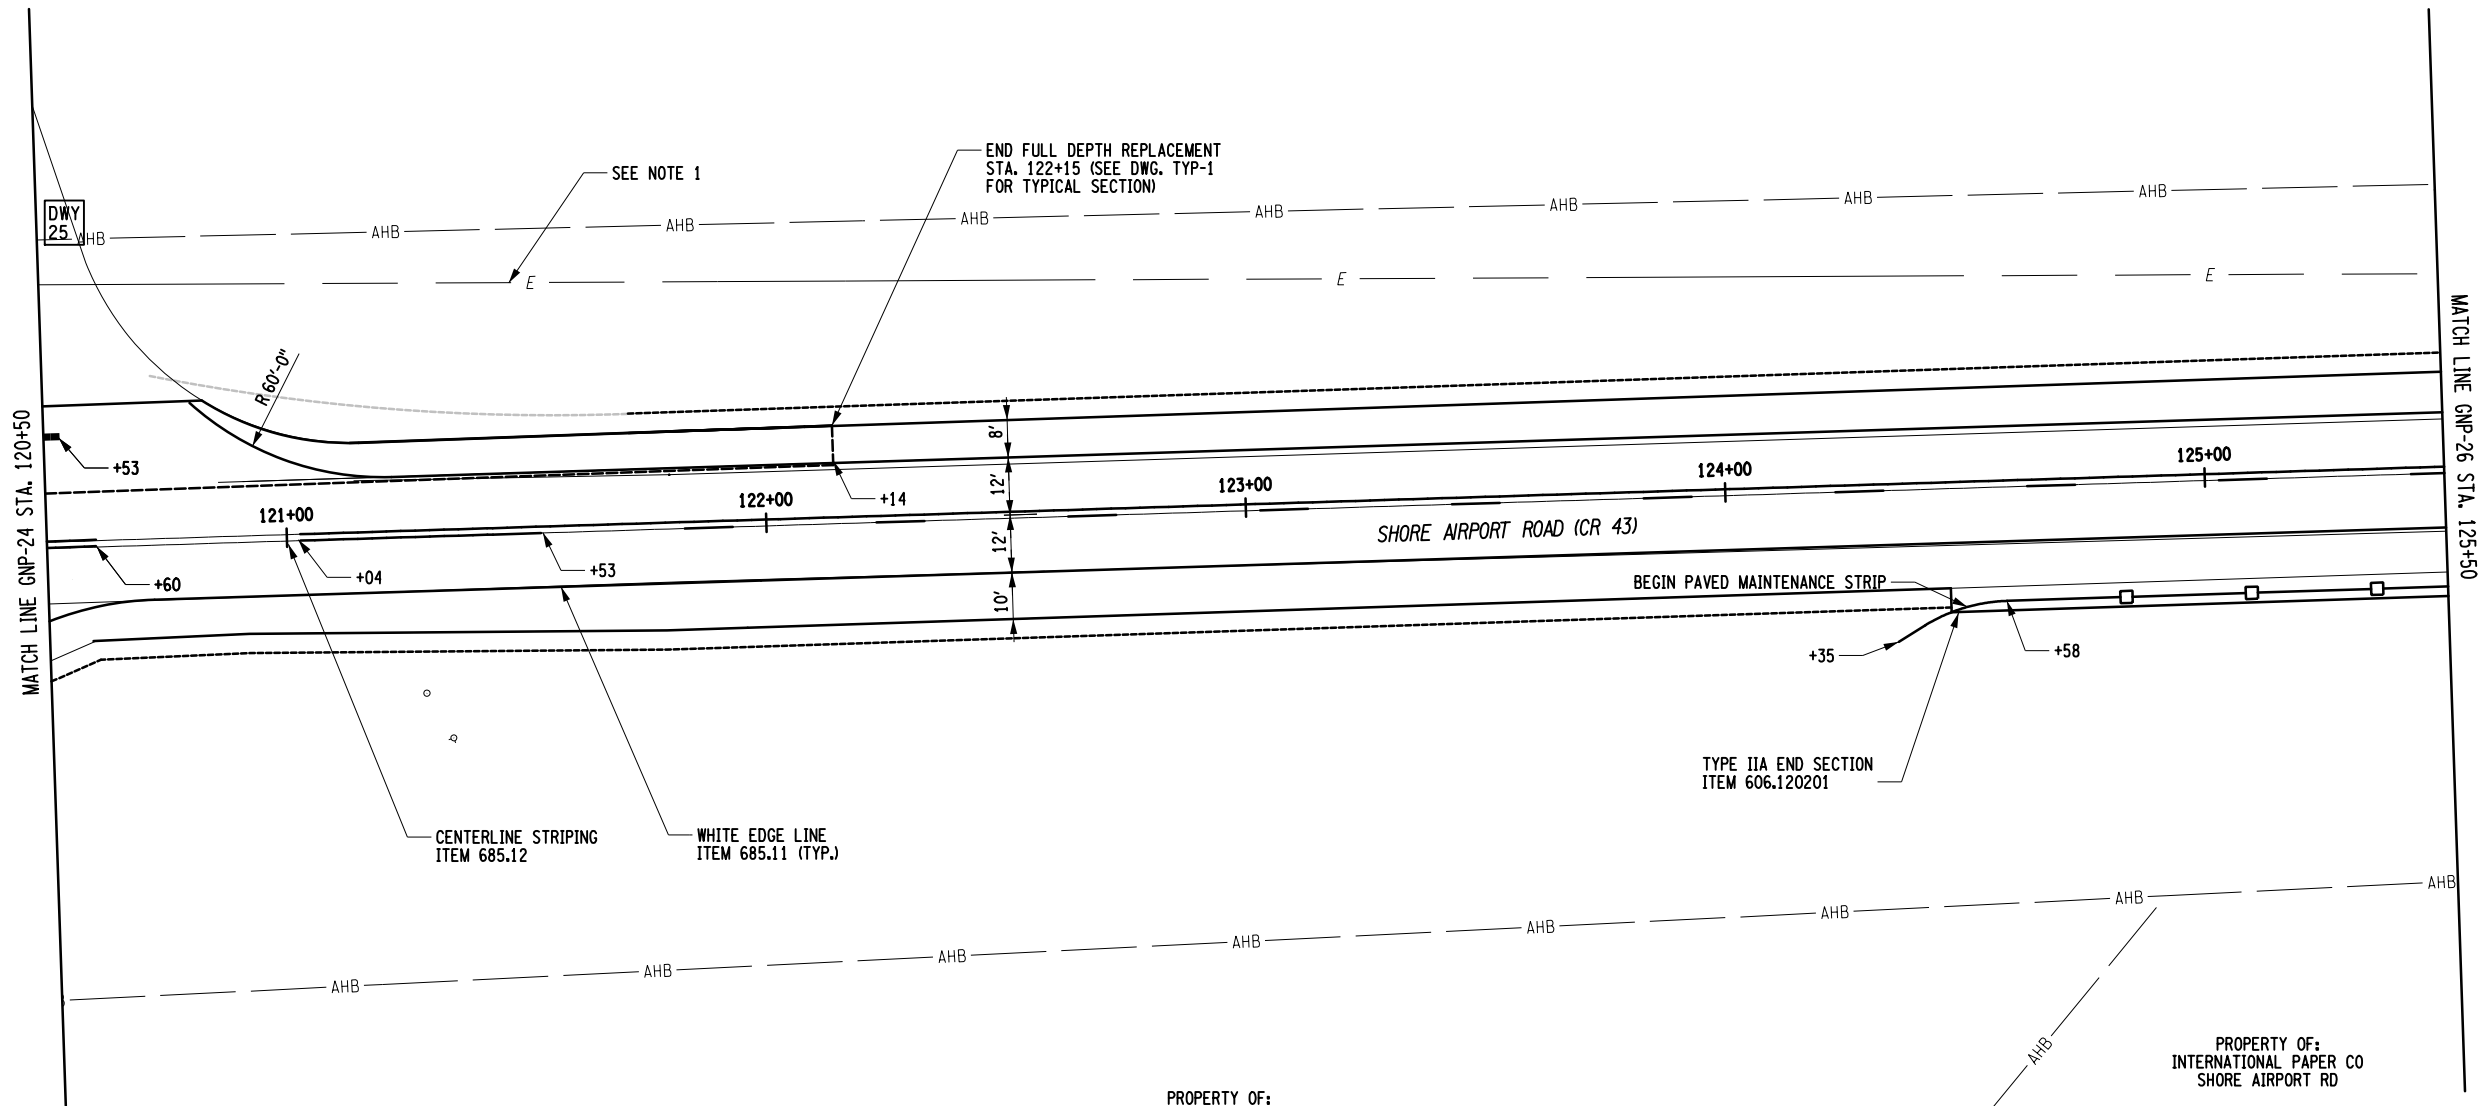 SEE NOTE 1
END FULL DEPTH REPLACEMENT
STA. 122+15 (SEE DWG. TYP-1
FOR TYPICAL SECTION)
DWY
25
AHB
AHB
AHB
AHB
AHB
AHB
AHB
AHB
E
E
E
MATCH LINE GNP-24 STA. 120+50
MATCH LINE GNP-26 STA. 125+50
R 60'-0"
+53
8'
12'
12'
10'
+14
121+00
122+00
123+00
124+00
125+00
SHORE AIRPORT ROAD (CR 43)
+60
+04
+53
BEGIN PAVED MAINTENANCE STRIP
+35
+58
TYPE IIA END SECTION
ITEM 606.120201
CENTERLINE STRIPING
ITEM 685.12
WHITE EDGE LINE
ITEM 685.11 (TYP.)
AHB
AHB
AHB
AHB
AHB
AHB
AHB
AHB
AHB
PROPERTY OF:
INTERNATIONAL PAPER CO
SHORE AIRPORT RD
PROPERTY OF: